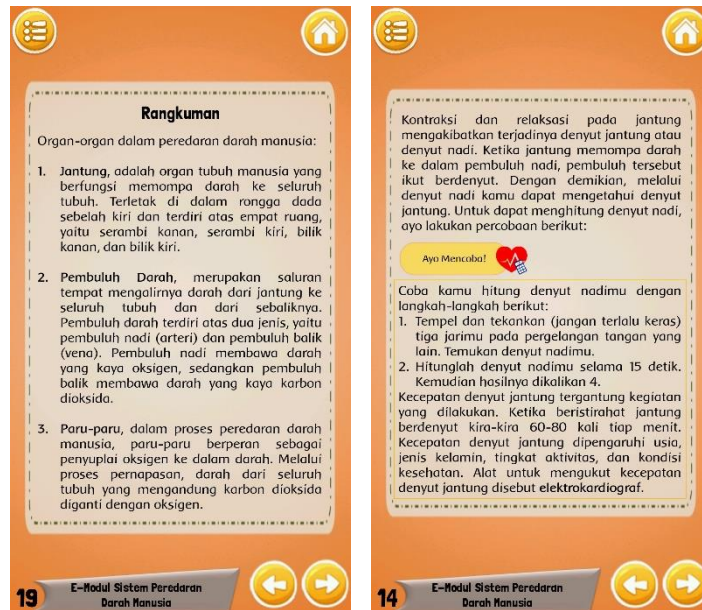 Rangkuman
Organ-organ dalam peredaran darah manusia:
1. Jantung, adalah organ tubuh manusia yang
berfungsi memompa darah ke seluruh
tubuh. Terletak di dalam rongga dada
sebelah kiri dan terdiri atas empat ruang,
yaitu serambi kanan, serambi kiri, bilik
kanan, dan bilik kiri.
2. Pembuluh Darah, merupakan saluran
tempat mengalirnya darah dari jantung ke
seluruh tubuh dan dari sebaliknya.
Pembuluh darah terdiri atas dua jenis, yaitu
pembuluh nadi (arteri) dan pembuluh balik
(vena). Pembuluh nadi membawa darah
yang kaya oksigen, sedangkan pembuluh
balik membawa darah yang kaya karbon
dioksida.
3. Paru-paru, dalam proses peredaran darah
manusia, paru-paru berperan sebagai
penyuplai oksigen ke dalam darah. Melalui
proses pernapasan, darah dari seluruh
tubuh yang mengandung karbon dioksida
diganti dengan oksigen.
19
E-Modul Sistem Peredaran
Darah Manusia
Kontraksi dan relaksasi pada jantung
mengakibatkan terjadinya denyut jantung atau
denyut nadi. Ketika jantung memompa darah
ke dalam pembuluh nadi, pembuluh tersebut
ikut berdenyut. Dengan demikian, melalui
denyut nadi kamu dapat mengetahui denyut
jantung. Untuk dapat menghitung denyut nadi,
ayo lakukan percobaan berikut:
Ayo Mencoba!
Coba kamu hitung denyut nadimu dengan
langkah-langkah berikut:
1. Tempel dan tekankan (jangan terlalu keras)
tiga jarimu pada pergelangan tangan yang
lain. Temukan denyut nadimu.
2. Hitunglah denyut nadimu selama 15 detik.
Kemudian hasilnya dikalikan 4.
Kecepatan denyut jantung tergantung kegiatan
yang dilakukan. Ketika beristirahat jantung
berdenyut kira-kira 60-80 kali tiap menit.
Kecepatan denyut jantung dipengaruhi usia,
jenis kelamin, tingkat aktivitas, dan kondisi
kesehatan. Alat untuk mengukut kecepatan
denyut jantung disebut elektrokardiograf.
14
E-Modul Sistem Peredaran
Darah Manusia